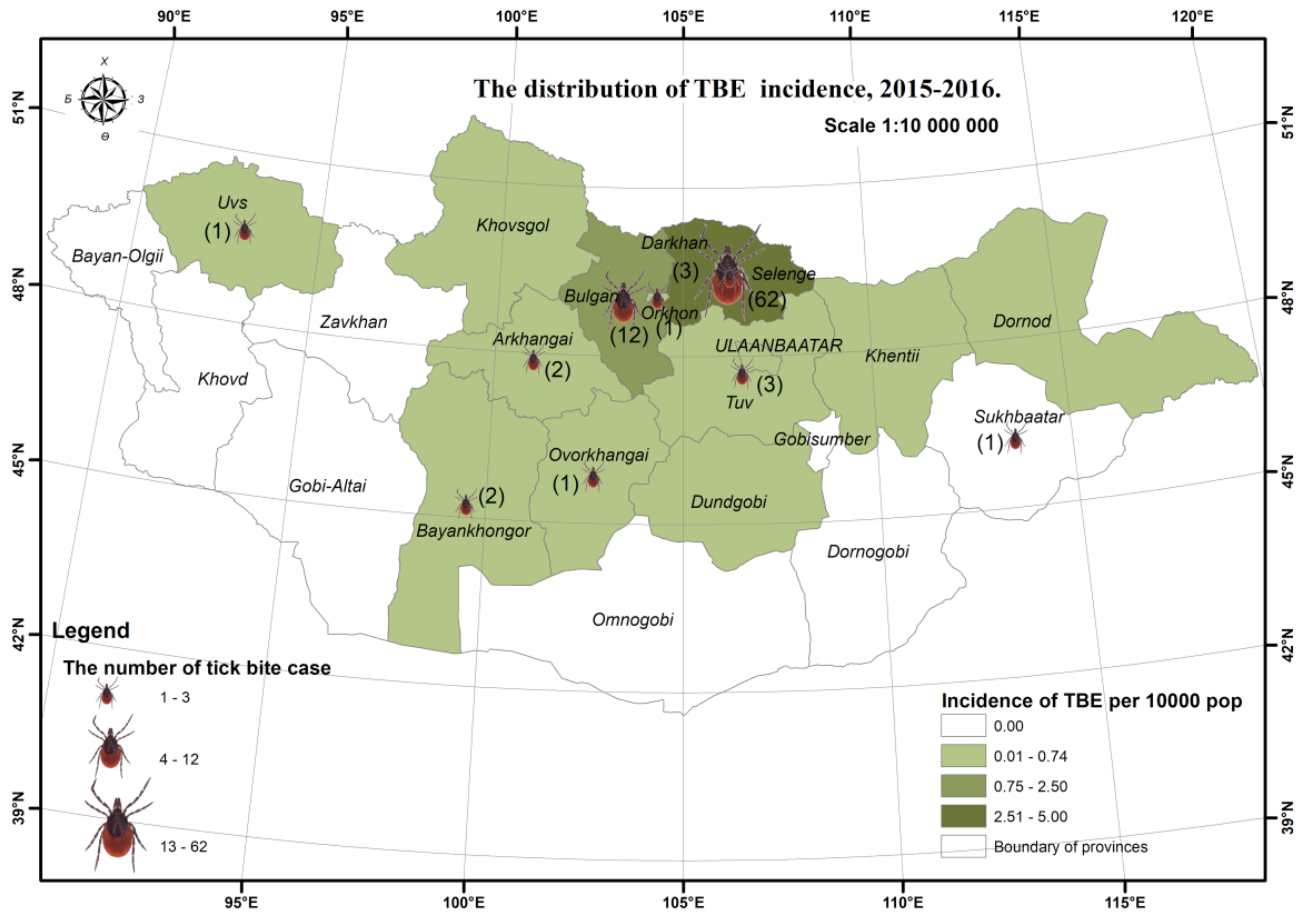 90°E 95°E 100°E 105°E 110°E 115°E 120°E
X
Б З
Ө
The distribution of TBE incidence, 2015-2016.
Scale 1:10 000 000
51°N 51°N
48°N 48°N
45°N 45°N
42°N 42°N
39°N 39°N
Uvs
(1)
Bayan-Olgii
Khovsgol
Darkhan
(3)
Selenge
(62)
Bulgan
(12)
Orkhon
(1)
Zavkhan
Arkhangai
(2)
ULAANBAATAR
(3)
Tuv
Khentii
Dornod
Khovd
Sukhbaatar
(1)
Gobisumber
Ovorkhangai
(1)
Gobi-Altai
(2)
Bayankhongor
Dundgobi
Dornogobi
Omnogobi
Legend
The number of tick bite case
1 - 3
4 - 12
13 - 62
Incidence of TBE per 10000 pop
0.00
0.01 - 0.74
0.75 - 2.50
2.51 - 5.00
Boundary of provinces
95°E 100°E 105°E 110°E 115°E